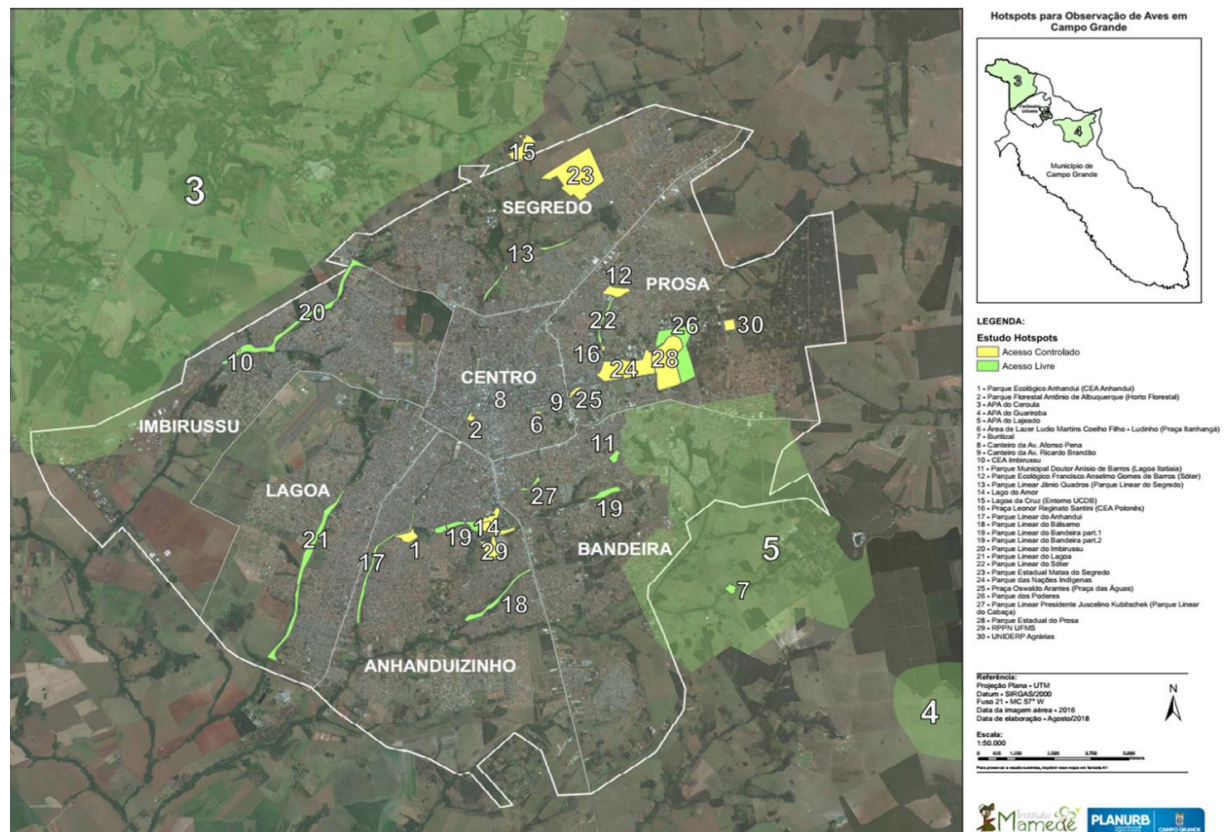 Hotspots para Observação de Aves em
Campo Grande
3
4
Município de
Campo Grande
LEGENDA:
Estudo Hotspots
Acesso Controlado
Acesso Livre
1 - Parque Ecológico Anhandui (CEA Anhandui)
2 - Parque Florestal Antônio de Albuquerque (Horto Florestal)
3 - APA do Ceroula
4 - APA do Guariroba
5 - APA do Lajeado
6 - Área de Lazer Ludio Martins Coelho Filho - Ludinho (Praça Itanhangá)
7 - Buritizal
8 - Canteiro da Av. Afonso Pena
9 - Canteiro da Av. Ricardo Brandão
10 - CEA Imbirussu
11 - Parque Municipal Doutor Anísio de Barros (Lagoa Itatiaia)
12 - Parque Ecológico Francisco Anselmo Gomes de Barros (Sóter)
13 - Parque Linear Jânio Quadros (Parque Linear do Segredo)
14 - Lago do Amor
15 - Lagoa da Cruz (Entorno UCDB)
16 - Praça Leonor Reginato Santini (CEA Polonês)
17 - Parque Linear do Anhandui
18 - Parque Linear do Bálsamo
19 - Parque Linear do Bandeira part.1
19 - Parque Linear do Bandeira part.2
20 - Parque Linear do Imbirussu
21 - Parque Linear do Lagoa
22 - Parque Linear do Sóter
23 - Parque Estadual Matas do Segredo
24 - Parque das Nações Indígenas
25 - Praça Oswaldo Arantes (Praça das Águas)
26 - Parque dos Poderes
27 - Parque Linear Presidente Juscelino Kubitschek (Parque Linear
do Cabaça)
28 - Parque Estadual do Prosa
29 - RPPN UFMS
30 - UNIDERP Agrárias
Referência:
Projeção Plana - UTM
Datum - SIRGAS/2000
Fuso 21 - MC 57° W
Data da imagem aérea - 2016
Data de elaboração - Agosto/2018
N
Escala:
1:50.000
Instituto
Mamede
PLANURB
CAMPO GRANDE
15
23
3
SEGREDO
13
12
PROSA
20
22
30
26
10
16
28
24
CENTRO
8
9
25
2
6
IMBIRUSSU
11
LAGOA
27
19
14
19
21
17
1
29
BANDEIRA
5
7
18
ANHANDUIZINHO
4